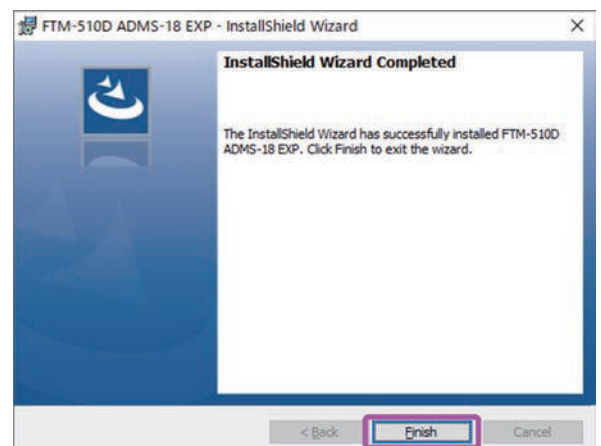 FTM-510D ADMS-18 EXP - InstallShield Wizard
InstallShield Wizard Completed
The InstallShield Wizard has successfully installed FTM-510D
ADMS-18 EXP. Click Finish to exit the wizard.
< Back
Finish
Cancel